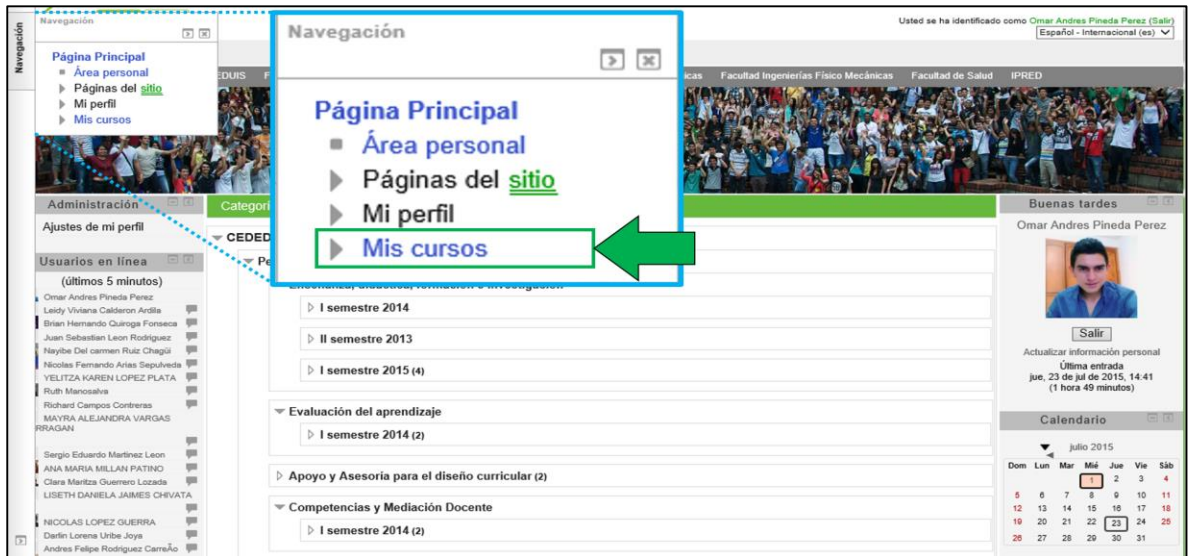 Navegación
Navegación
Página Principal
Área personal
Páginas del sitio
Mi perfil
Mis cursos
Navegación
Página Principal
Área personal
Páginas del sitio
Mi perfil
Mis cursos
Usted se ha identificado como Omar Andres Pineda Perez (Salir)
Español - Internacional (es)
EDUIS
Facultad Ingenierías Físico Mecánicas
Facultad de Salud
IPRED
Administración
Ajustes de mi perfil
Usuarios en línea
(últimos 5 minutos)
Omar Andres Pineda Perez
Leidy Viviana Calderon Ardila
Brian Hernando Quiroga Fonseca
Juan Sebastian Leon Rodriguez
Nayibe Del carmen Ruiz Chagüi
Nicolas Fernando Arias Sepulveda
YELITZA KAREN LOPEZ PLATA
Ruth Manosalva
Richard Campos Contreras
MAYRA ALEJANDRA VARGAS
RRAGAN
Sergio Eduardo Martinez Leon
ANA MARIA MILLAN PATINO
Clara Maritza Guerrero Lozada
LISETH DANIELA JAIMES CHIVATA
NICOLAS LOPEZ GUERRA
Darlin Lorena Uribe Joya
Andres Felipe Rodriguez CarreÃo
Categorí
CEDED
Pe
I semestre 2014
II semestre 2013
I semestre 2015 (4)
Evaluación del aprendizaje
I semestre 2014 (2)
Apoyo y Asesoría para el diseño curricular (2)
Competencias y Mediación Docente
I semestre 2014 (2)
Buenas tardes
Omar Andres Pineda Perez
Salir
Actualizar información personal
Última entrada
jue, 23 de jul de 2015, 14:41
(1 hora 49 minutos)
Calendario
julio 2015
Dom Lun Mar Mié Jue Vie Sáb
1 2 3 4
5 6 7 8 9 10 11
12 13 14 15 16 17 18
19 20 21 22 23 24 25
26 27 28 29 30 31